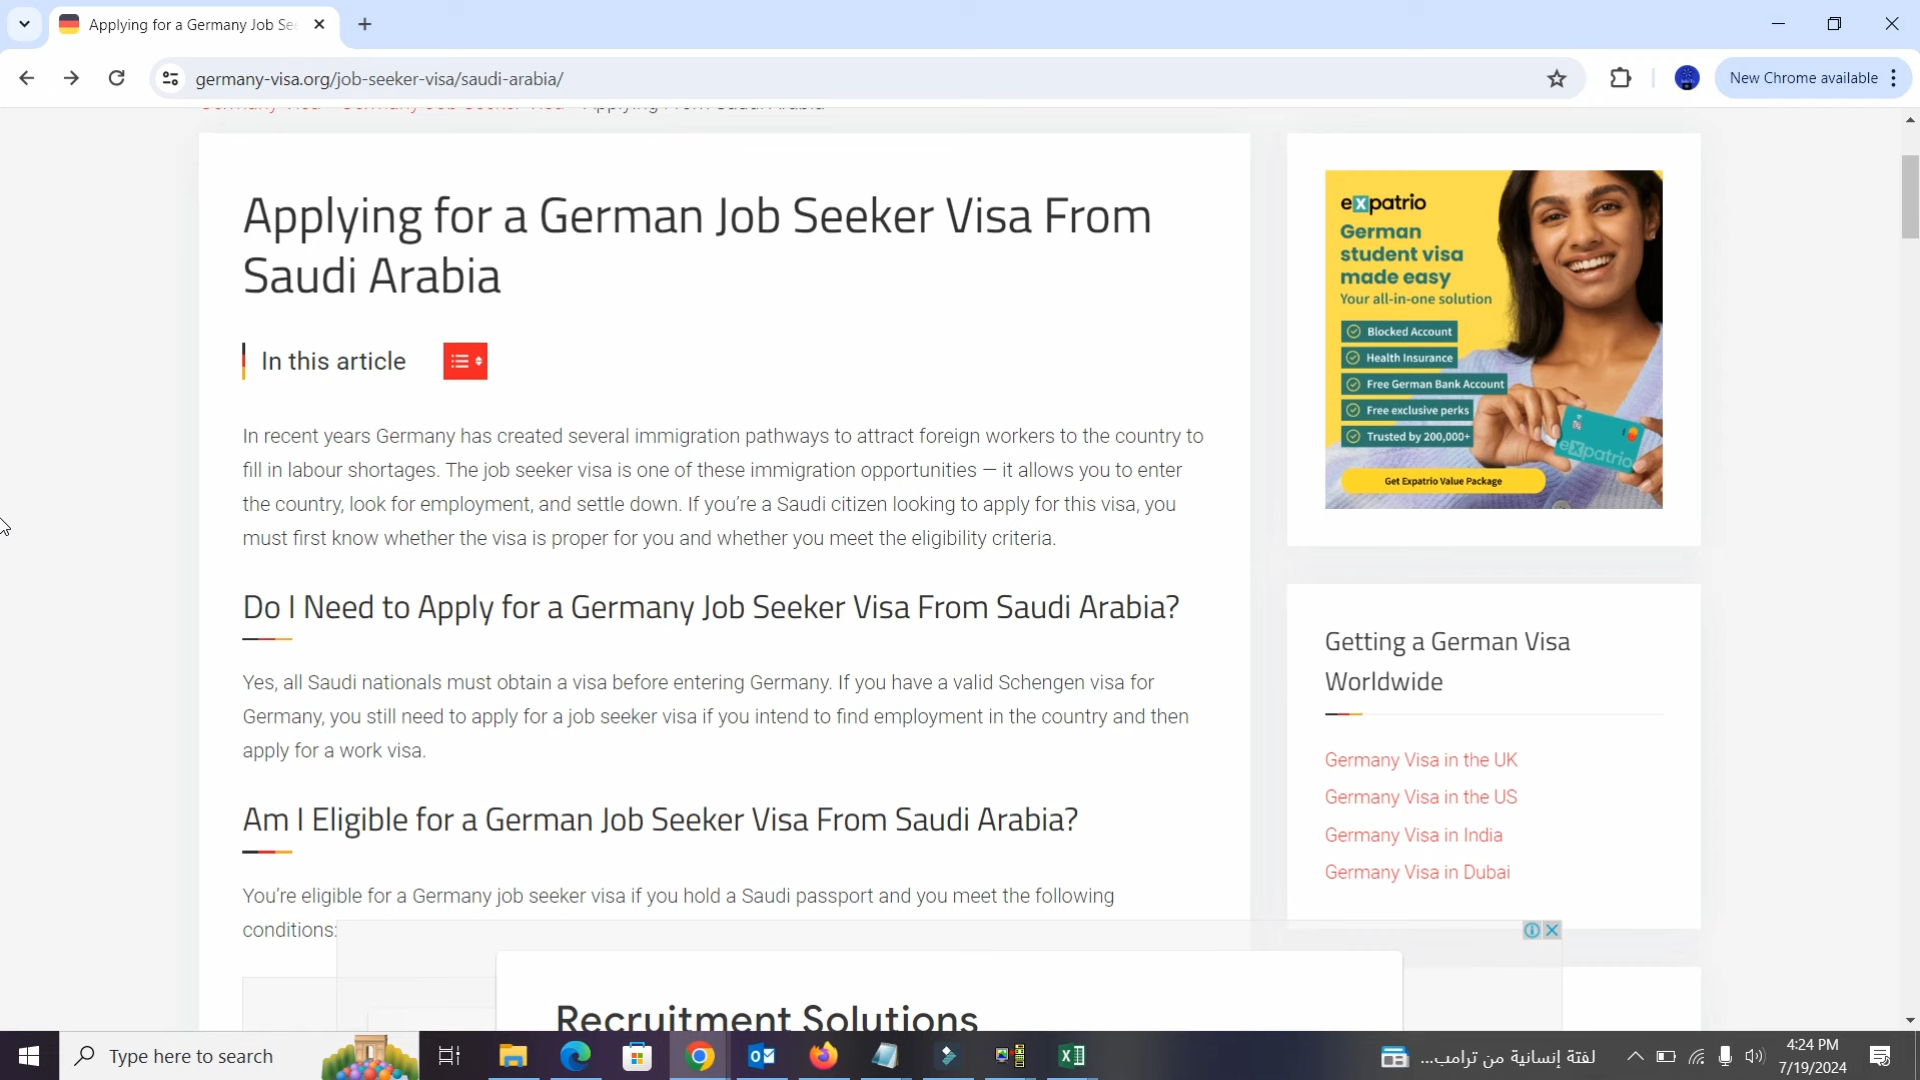 Applying for a Germany Job See
germany-visa.org/job-seeker-visa/saudi-arabia/
New Chrome available
Germany Visa Germany Job Seeker Visa Applying From Saudi Arabia
Applying for a German Job Seeker Visa From
Saudi Arabia
In this article
In recent years Germany has created several immigration pathways to attract foreign workers to the country to
fill in labour shortages. The job seeker visa is one of these immigration opportunities — it allows you to enter
the country, look for employment, and settle down. If you’re a Saudi citizen looking to apply for this visa, you
must first know whether the visa is proper for you and whether you meet the eligibility criteria.
Do I Need to Apply for a Germany Job Seeker Visa From Saudi Arabia?
Yes, all Saudi nationals must obtain a visa before entering Germany. If you have a valid Schengen visa for
Germany, you still need to apply for a job seeker visa if you intend to find employment in the country and then
apply for a work visa.
Am I Eligible for a German Job Seeker Visa From Saudi Arabia?
You’re eligible for a Germany job seeker visa if you hold a Saudi passport and you meet the following
conditions:
expatrio
German
student visa
made easy
Your all-in-one solution
Blocked Account
Health Insurance
Free German Bank Account
Free exclusive perks
Trusted by 200,000+
expatrio
Get Expatrio Value Package
Getting a German Visa
Worldwide
Germany Visa in the UK
Germany Visa in the US
Germany Visa in India
Germany Visa in Dubai
Recruitment Solutions
Type here to search
لفتة إنسانية من ترامب...
4:24 PM
7/19/2024